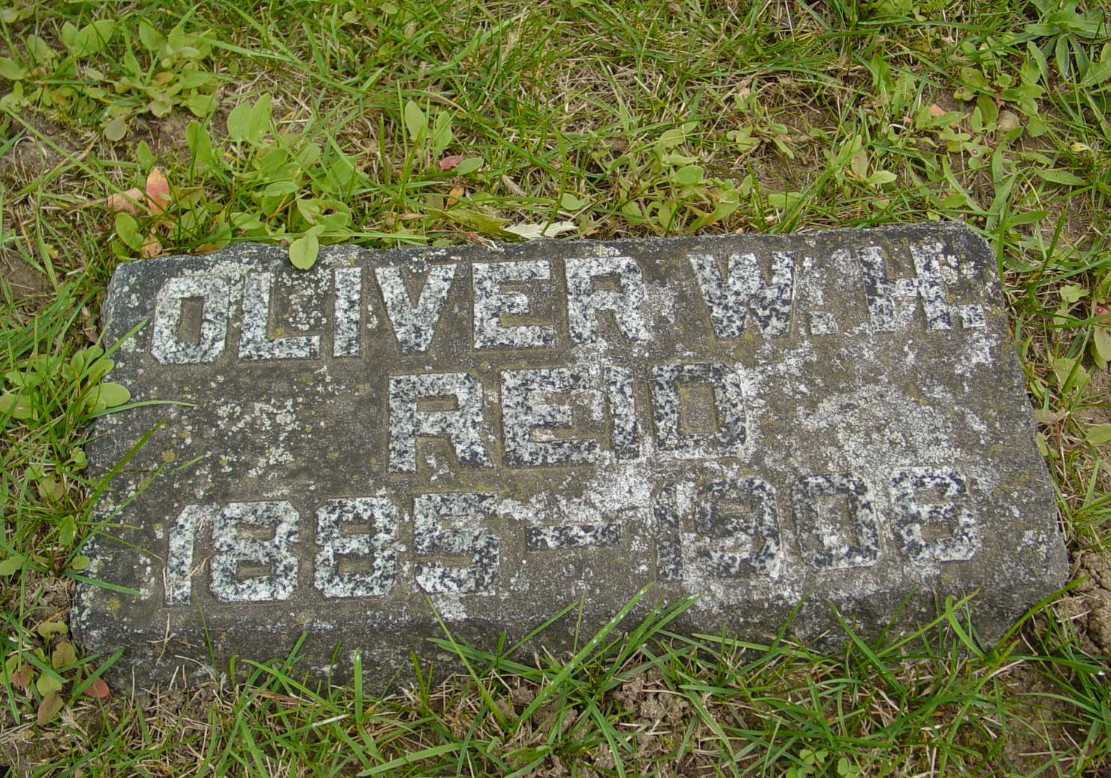 OLIVER W. H.
REID
1885-1906